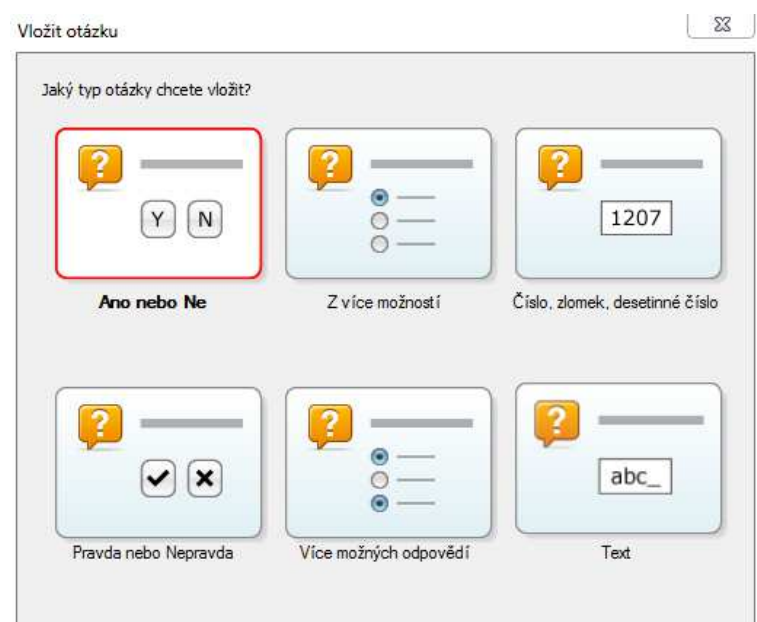 Vložit otázku
Jaký typ otázky chcete vložit?
?
Y N
?
?
1207
Ano nebo Ne
Z více možností
Číslo, zlomek, desetinné číslo
?
?
?
abc_
Pravda nebo Nepravda
Více možných odpovědí
Text